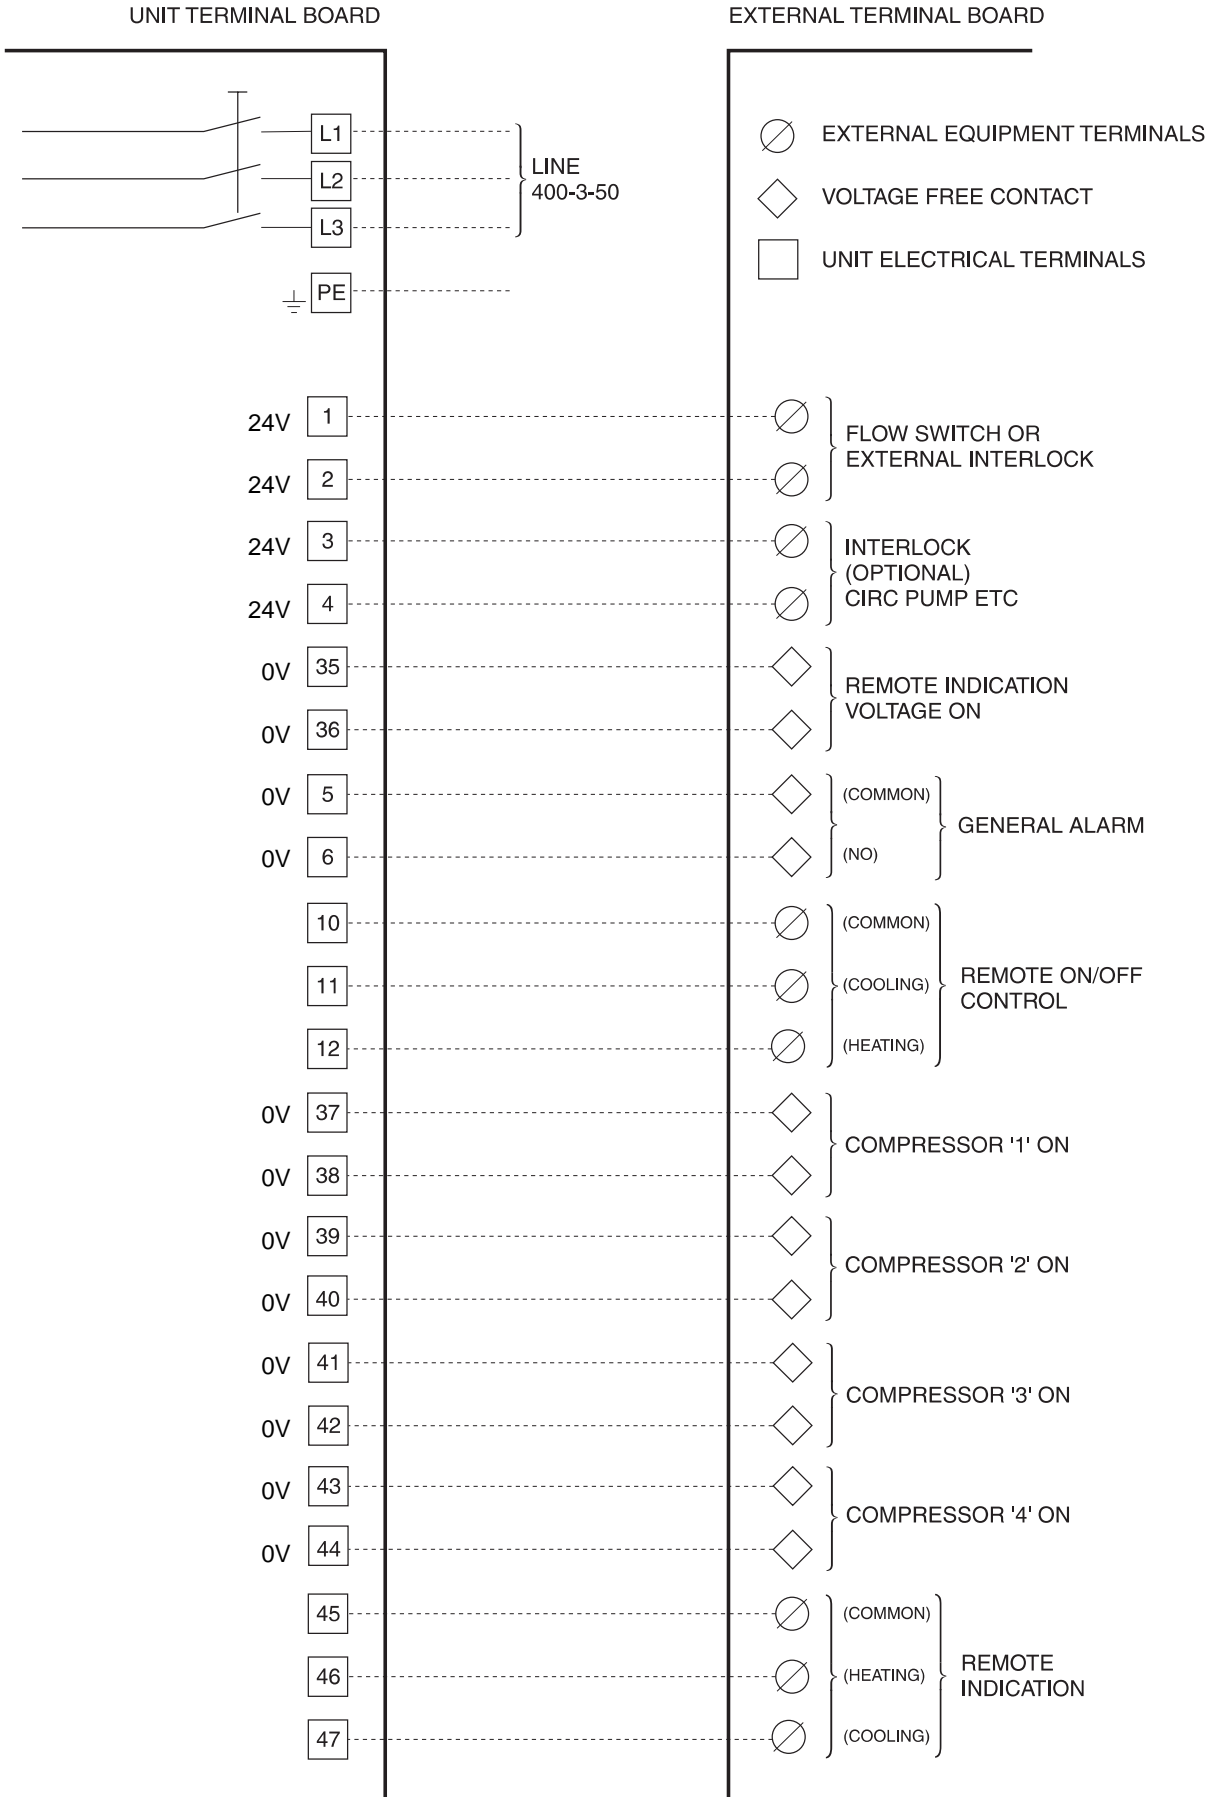 UNIT TERMINAL BOARD
EXTERNAL TERMINAL BOARD
L1
L2
L3
PE
LINE
400-3-50
EXTERNAL EQUIPMENT TERMINALS
VOLTAGE FREE CONTACT
UNIT ELECTRICAL TERMINALS
24V 1
24V 2
FLOW SWITCH OR
EXTERNAL INTERLOCK
24V 3
24V 4
INTERLOCK
(OPTIONAL)
CIRC PUMP ETC
0V 35
0V 36
REMOTE INDICATION
VOLTAGE ON
0V 5 (COMMON)
0V 6 (NO)
GENERAL ALARM
10 (COMMON)
11 (COOLING)
12 (HEATING)
REMOTE ON/OFF
CONTROL
0V 37
0V 38
COMPRESSOR '1' ON
0V 39
0V 40
COMPRESSOR '2' ON
0V 41
0V 42
COMPRESSOR '3' ON
0V 43
0V 44
COMPRESSOR '4' ON
45 (COMMON)
46 (HEATING)
47 (COOLING)
REMOTE
INDICATION